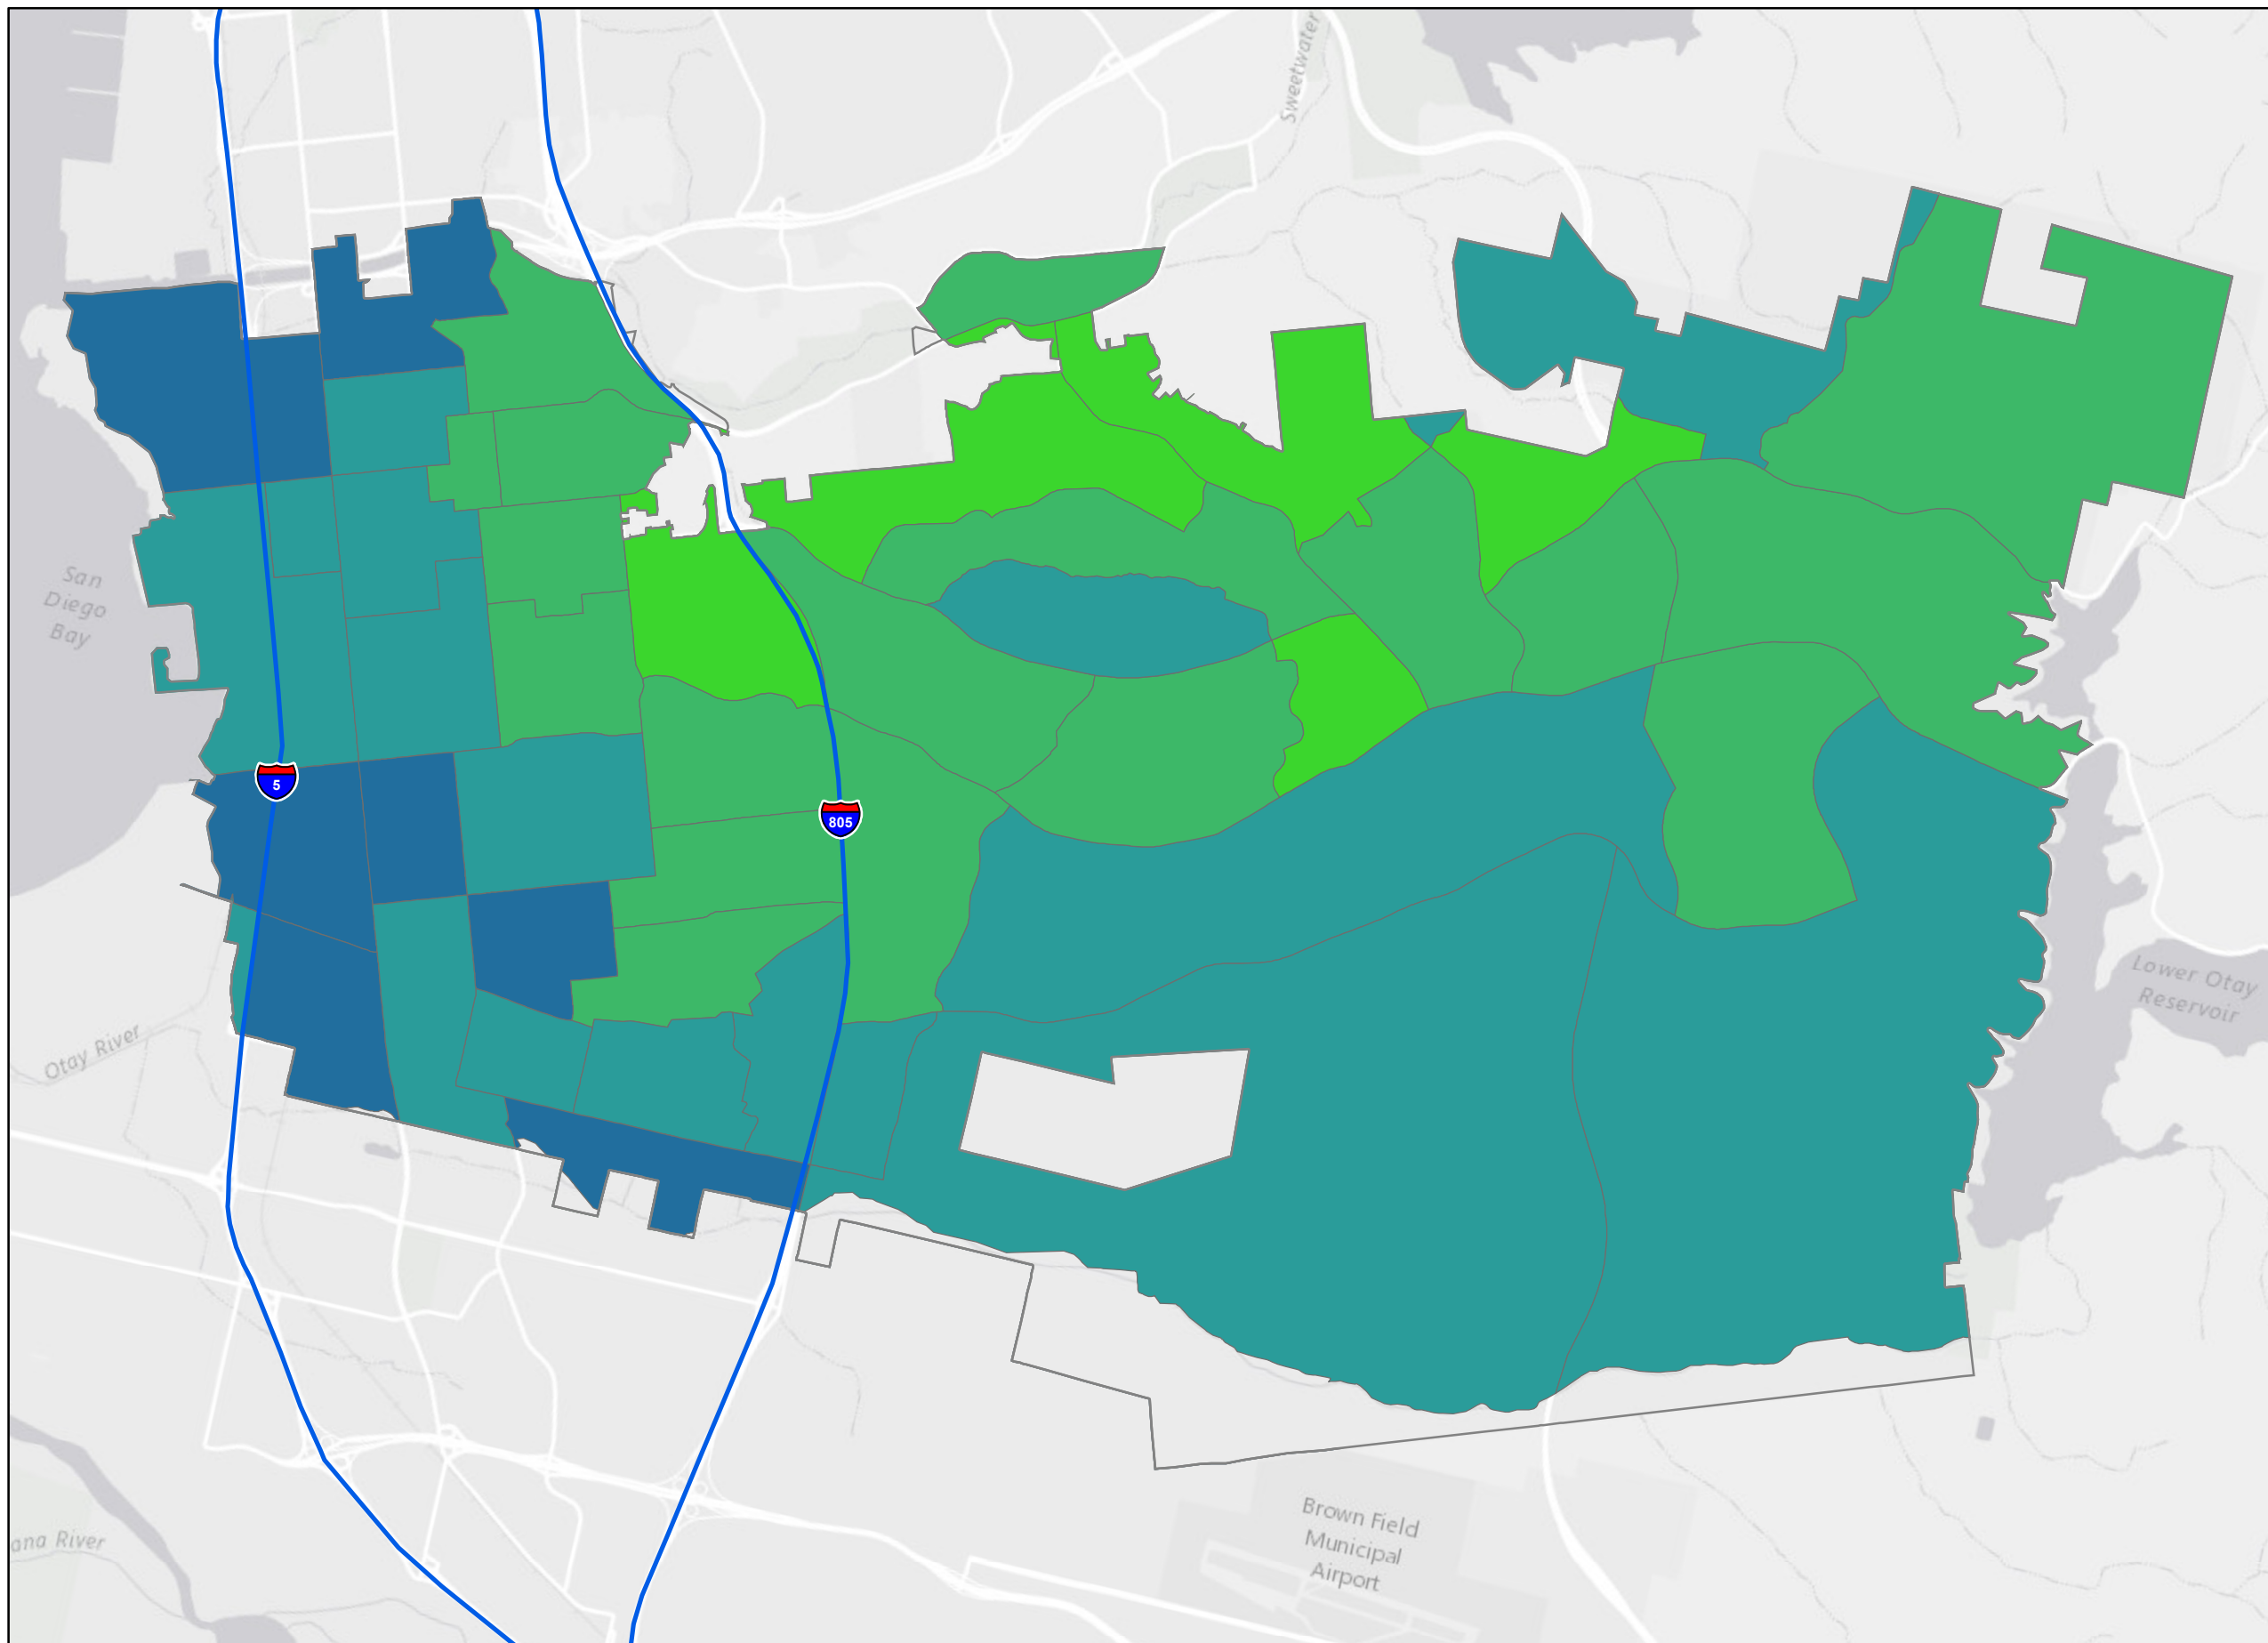 Sweetwater
San
Diego
Bay
5
805
Lower Otay
Reservoir
Otay River
Brown Field
Municipal
Airport
ana River